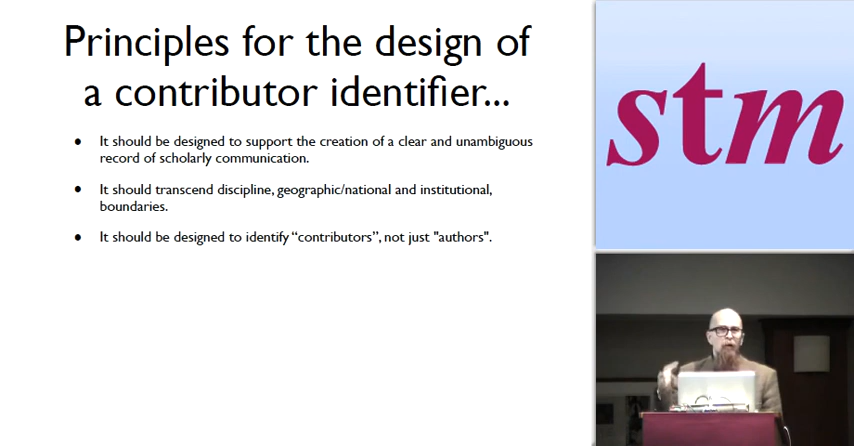 Principles for the design of
a contributor identifier...
• It should be designed to support the creation of a clear and unambiguous
record of scholarly communication.
• It should transcend discipline, geographic/national and institutional,
boundaries.
• It should be designed to identify “contributors”, not just "authors".
stm